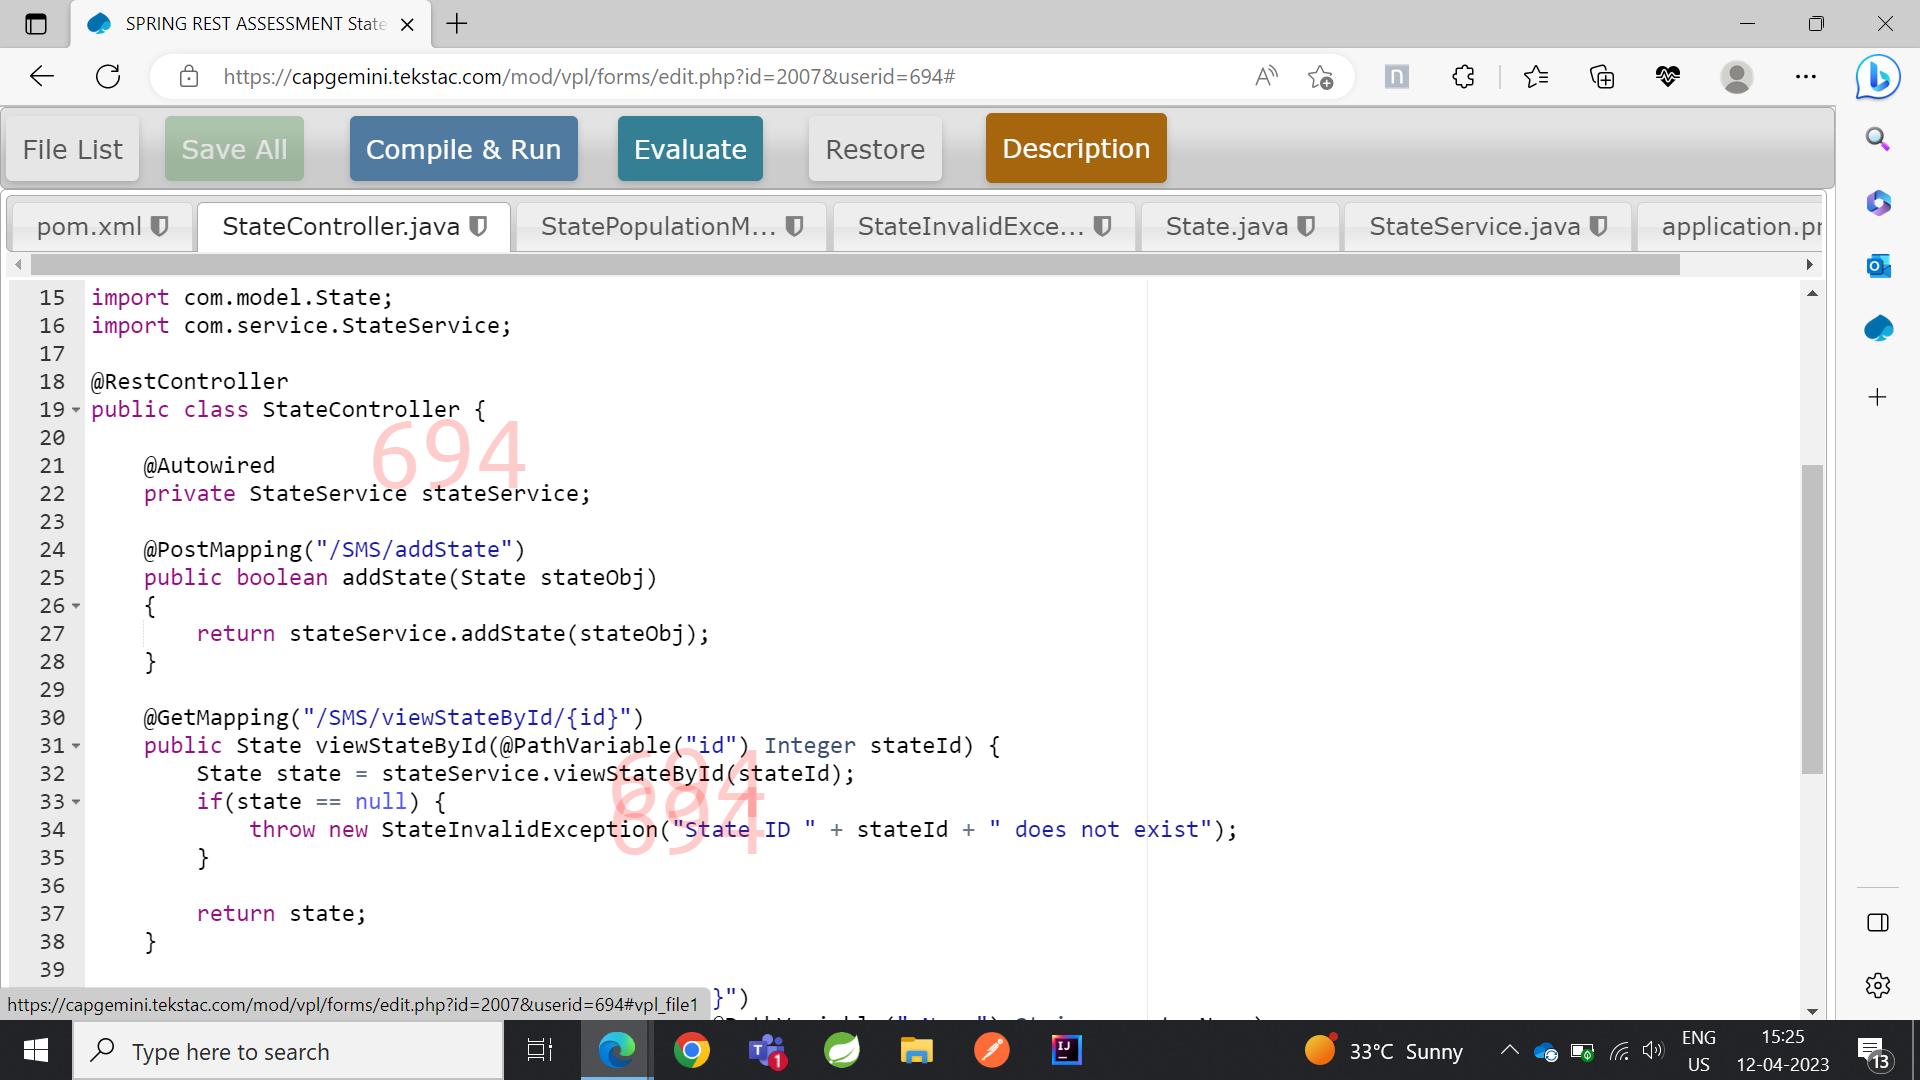 SPRING REST ASSESSMENT State
https://capgemini.tekstac.com/mod/vpl/forms/edit.php?id=2007&userid=694#
File List Save All Compile & Run Evaluate Restore Description
pom.xml StateController.java StatePopulationM... StateInvalidExce... State.java StateService.java application.pr
15 import com.model.State;
16 import com.service.StateService;
17
18 @RestController
19 public class StateController {
20
21 @Autowired
22 private StateService stateService;
23
24 @PostMapping("/SMS/addState")
25 public boolean addState(State stateObj)
26 {
27 return stateService.addState(stateObj);
28 }
29
30 @GetMapping("/SMS/viewStateById/{id}")
31 public State viewStateById(@PathVariable("id") Integer stateId) {
32 State state = stateService.viewStateById(stateId);
33 if(state == null) {
34 throw new StateInvalidException("State ID " + stateId + " does not exist");
35 }
36
37 return state;
38 }
39
694
694
694
}")
https://capgemini.tekstac.com/mod/vpl/forms/edit.php?id=2007&userid=694#vpl_file1
Type here to search
1
33°C Sunny
ENG
US
15:25
12-04-2023
13